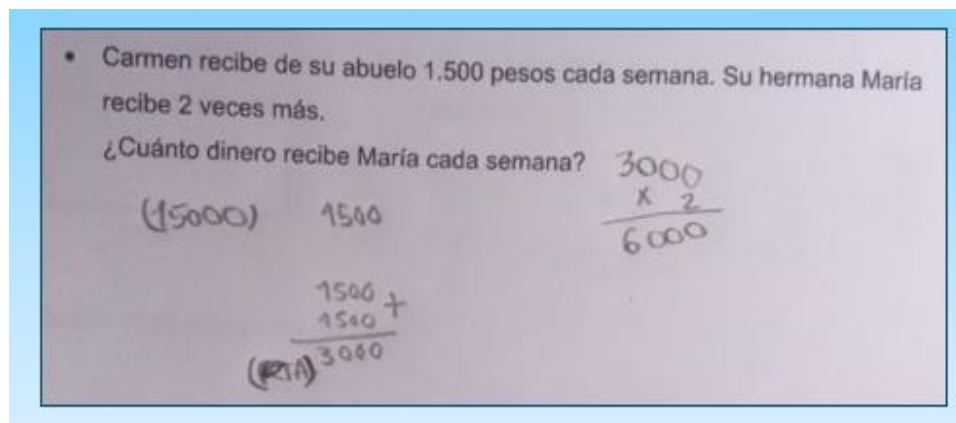 • Carmen recibe de su abuelo 1.500 pesos cada semana. Su hermana María
recibe 2 veces más.
¿Cuánto dinero recibe María cada semana?
3000
x 2
6000
(15000) 1500
1500 +
1500
(RTA) 3000